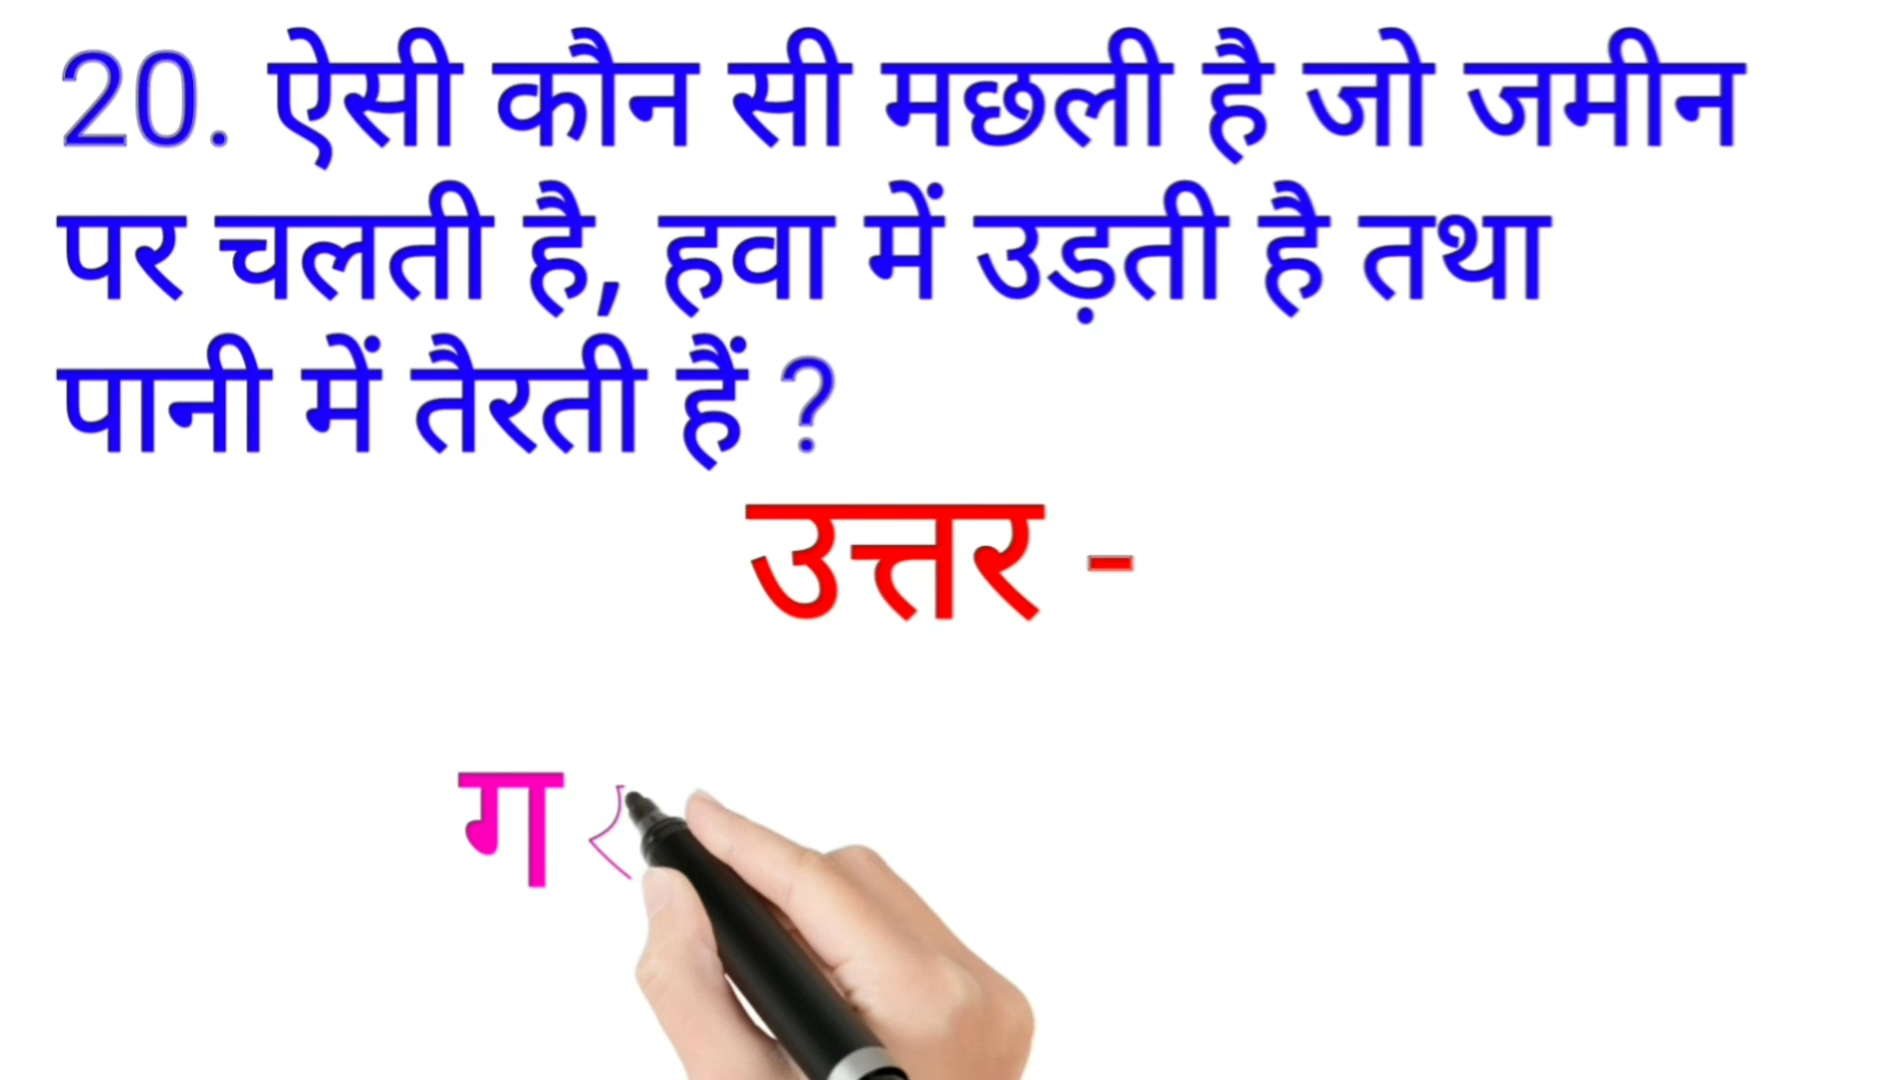 20. ऐसी कौन सी मछली है जो जमीन
पर चलती है, हवा में उड़ती है तथा
पानी में तैरती हैं ?
उत्तर -
ग